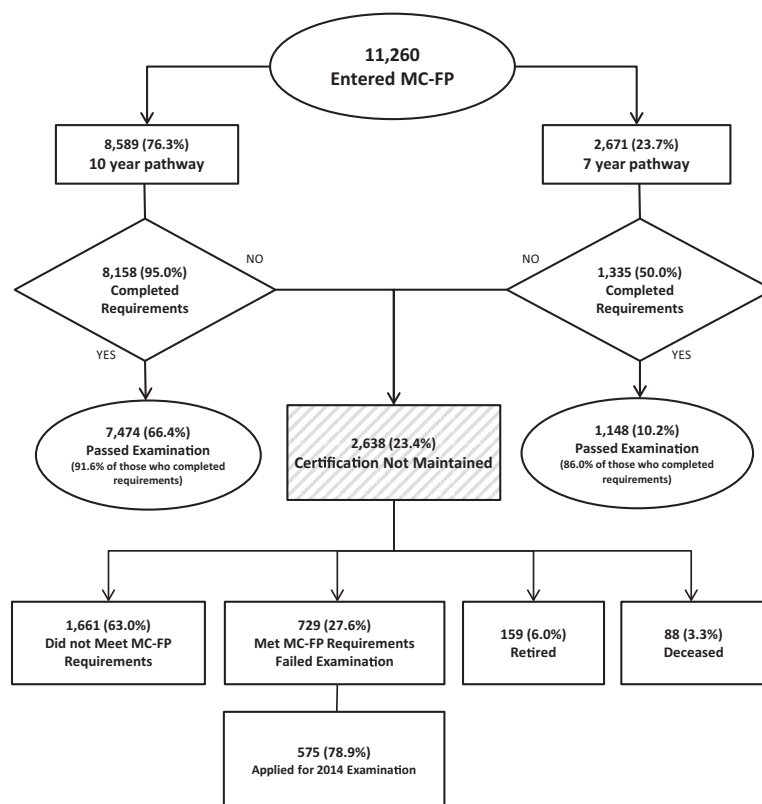 11,260
Entered MC-FP
8,589 (76.3%)
10 year pathway
2,671 (23.7%)
7 year pathway
8,158 (95.0%)
Completed
Requirements
NO
NO
1,335 (50.0%)
Completed
Requirements
YES
YES
7,474 (66.4%)
Passed Examination
(91.6% of those who completed
requirements)
2,638 (23.4%)
Certification Not Maintained
1,148 (10.2%)
Passed Examination
(86.0% of those who completed
requirements)
1,661 (63.0%)
Did not Meet MC-FP
Requirements
729 (27.6%)
Met MC-FP Requirements
Failed Examination
159 (6.0%)
Retired
88 (3.3%)
Deceased
575 (78.9%)
Applied for 2014 Examination